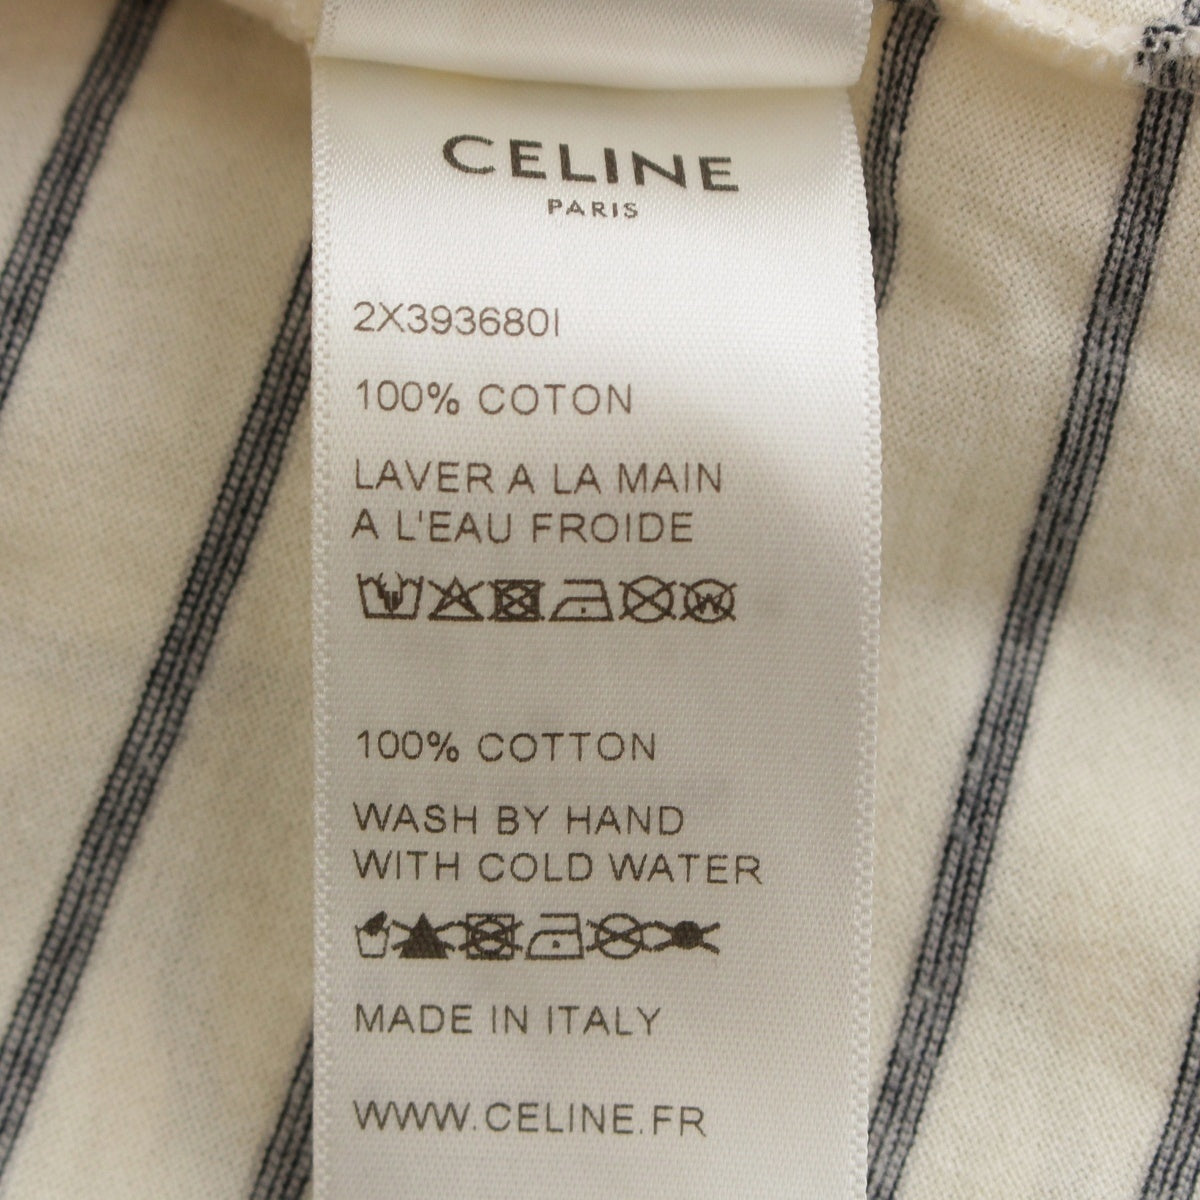 CELINE
PARIS
2X393680I
100% COTON
LAVER A LA MAIN
A L'EAU FROIDE
100% COTTON
WASH BY HAND
WITH COLD WATER
MADE IN ITALY
WWW.CELINE.FR